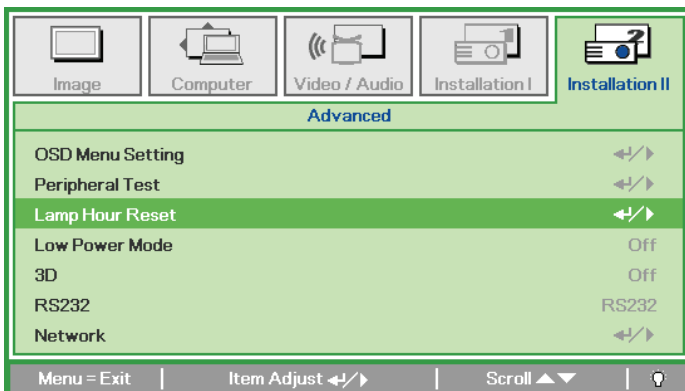 Image Computer Video / Audio Installation I Installation II
Advanced
OSD Menu Setting
Peripheral Test
Lamp Hour Reset
Low Power Mode Off
3D Off
RS232 RS232
Network
Menu = Exit Item Adjust Scroll